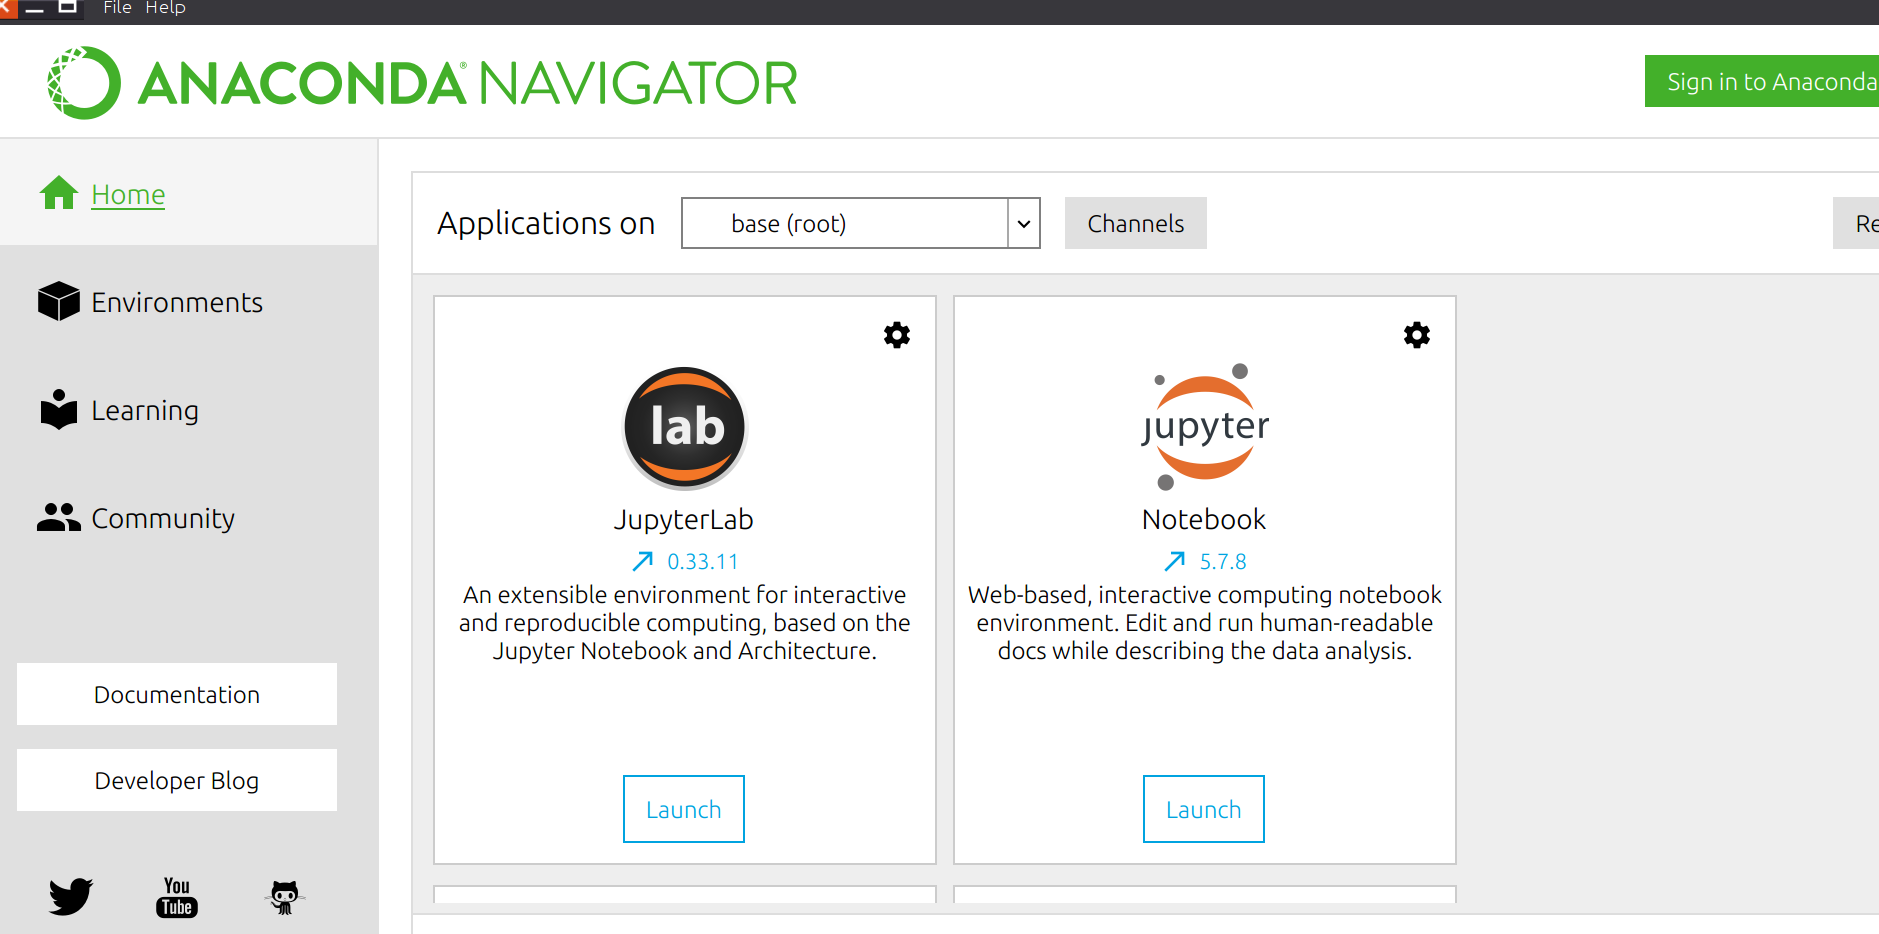 File Help
ANACONDA® NAVIGATOR
Sign in to Anaconda
Home
Environments
Learning
Community
Documentation
Developer Blog
You
Tube
Applications on
base (root)
Channels
lab
JupyterLab
0.33.11
An extensible environment for interactive
and reproducible computing, based on the
Jupyter Notebook and Architecture.
Launch
jupyter
Notebook
5.7.8
Web-based, interactive computing notebook
environment. Edit and run human-readable
docs while describing the data analysis.
Launch